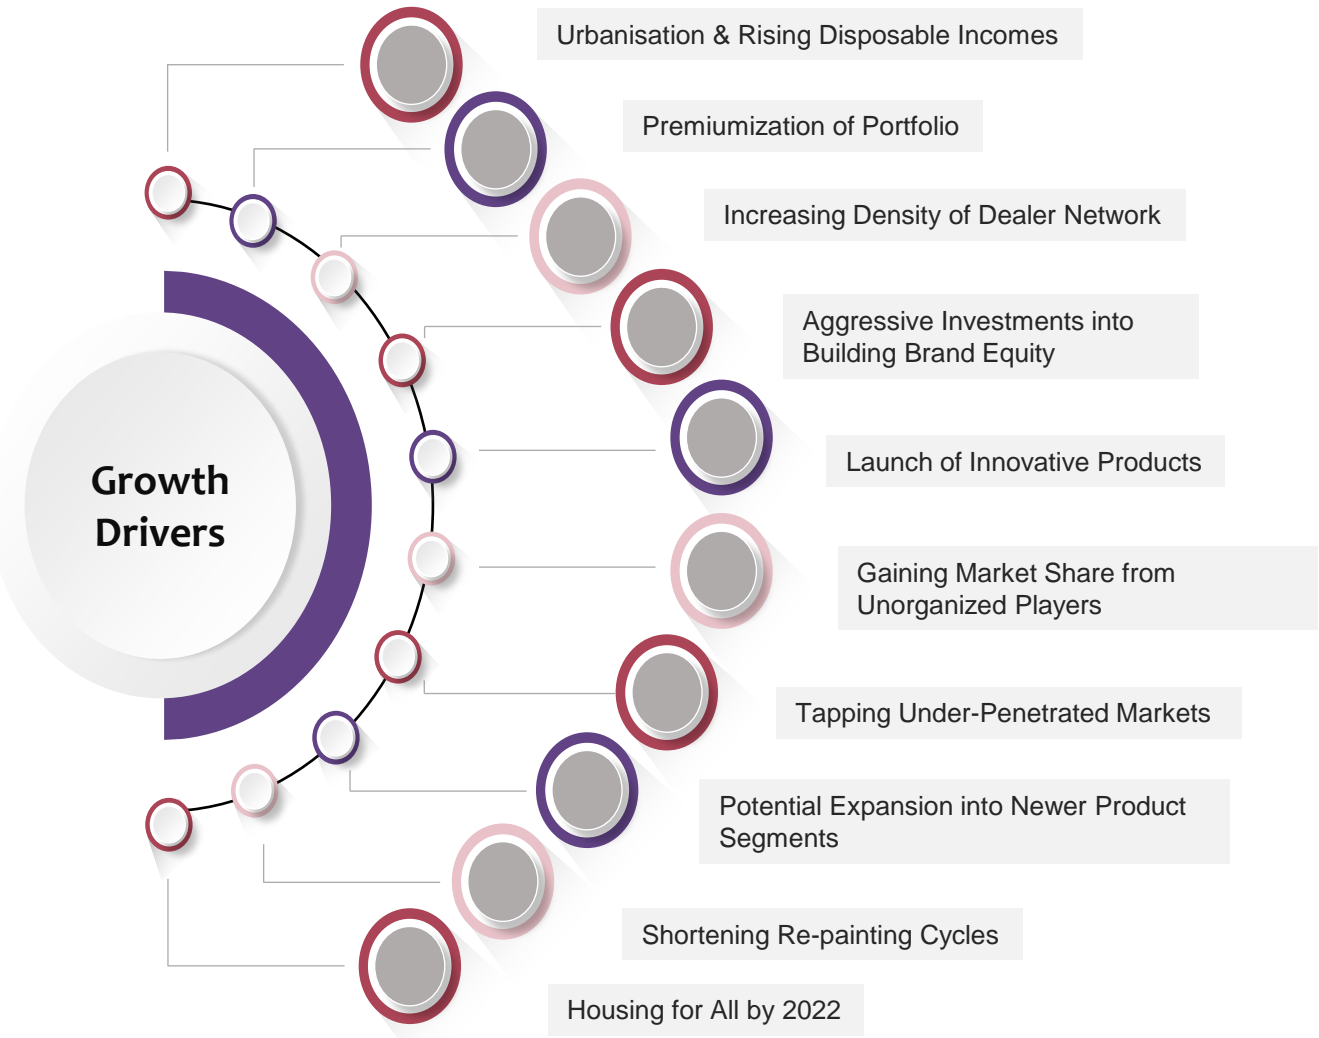 Urbanisation & Rising Disposable Incomes
Premiumization of Portfolio
Increasing Density of Dealer Network
Aggressive Investments into
Building Brand Equity
Launch of Innovative Products
Growth
Drivers
Gaining Market Share from
Unorganized Players
Tapping Under-Penetrated Markets
Potential Expansion into Newer Product
Segments
Shortening Re-painting Cycles
Housing for All by 2022